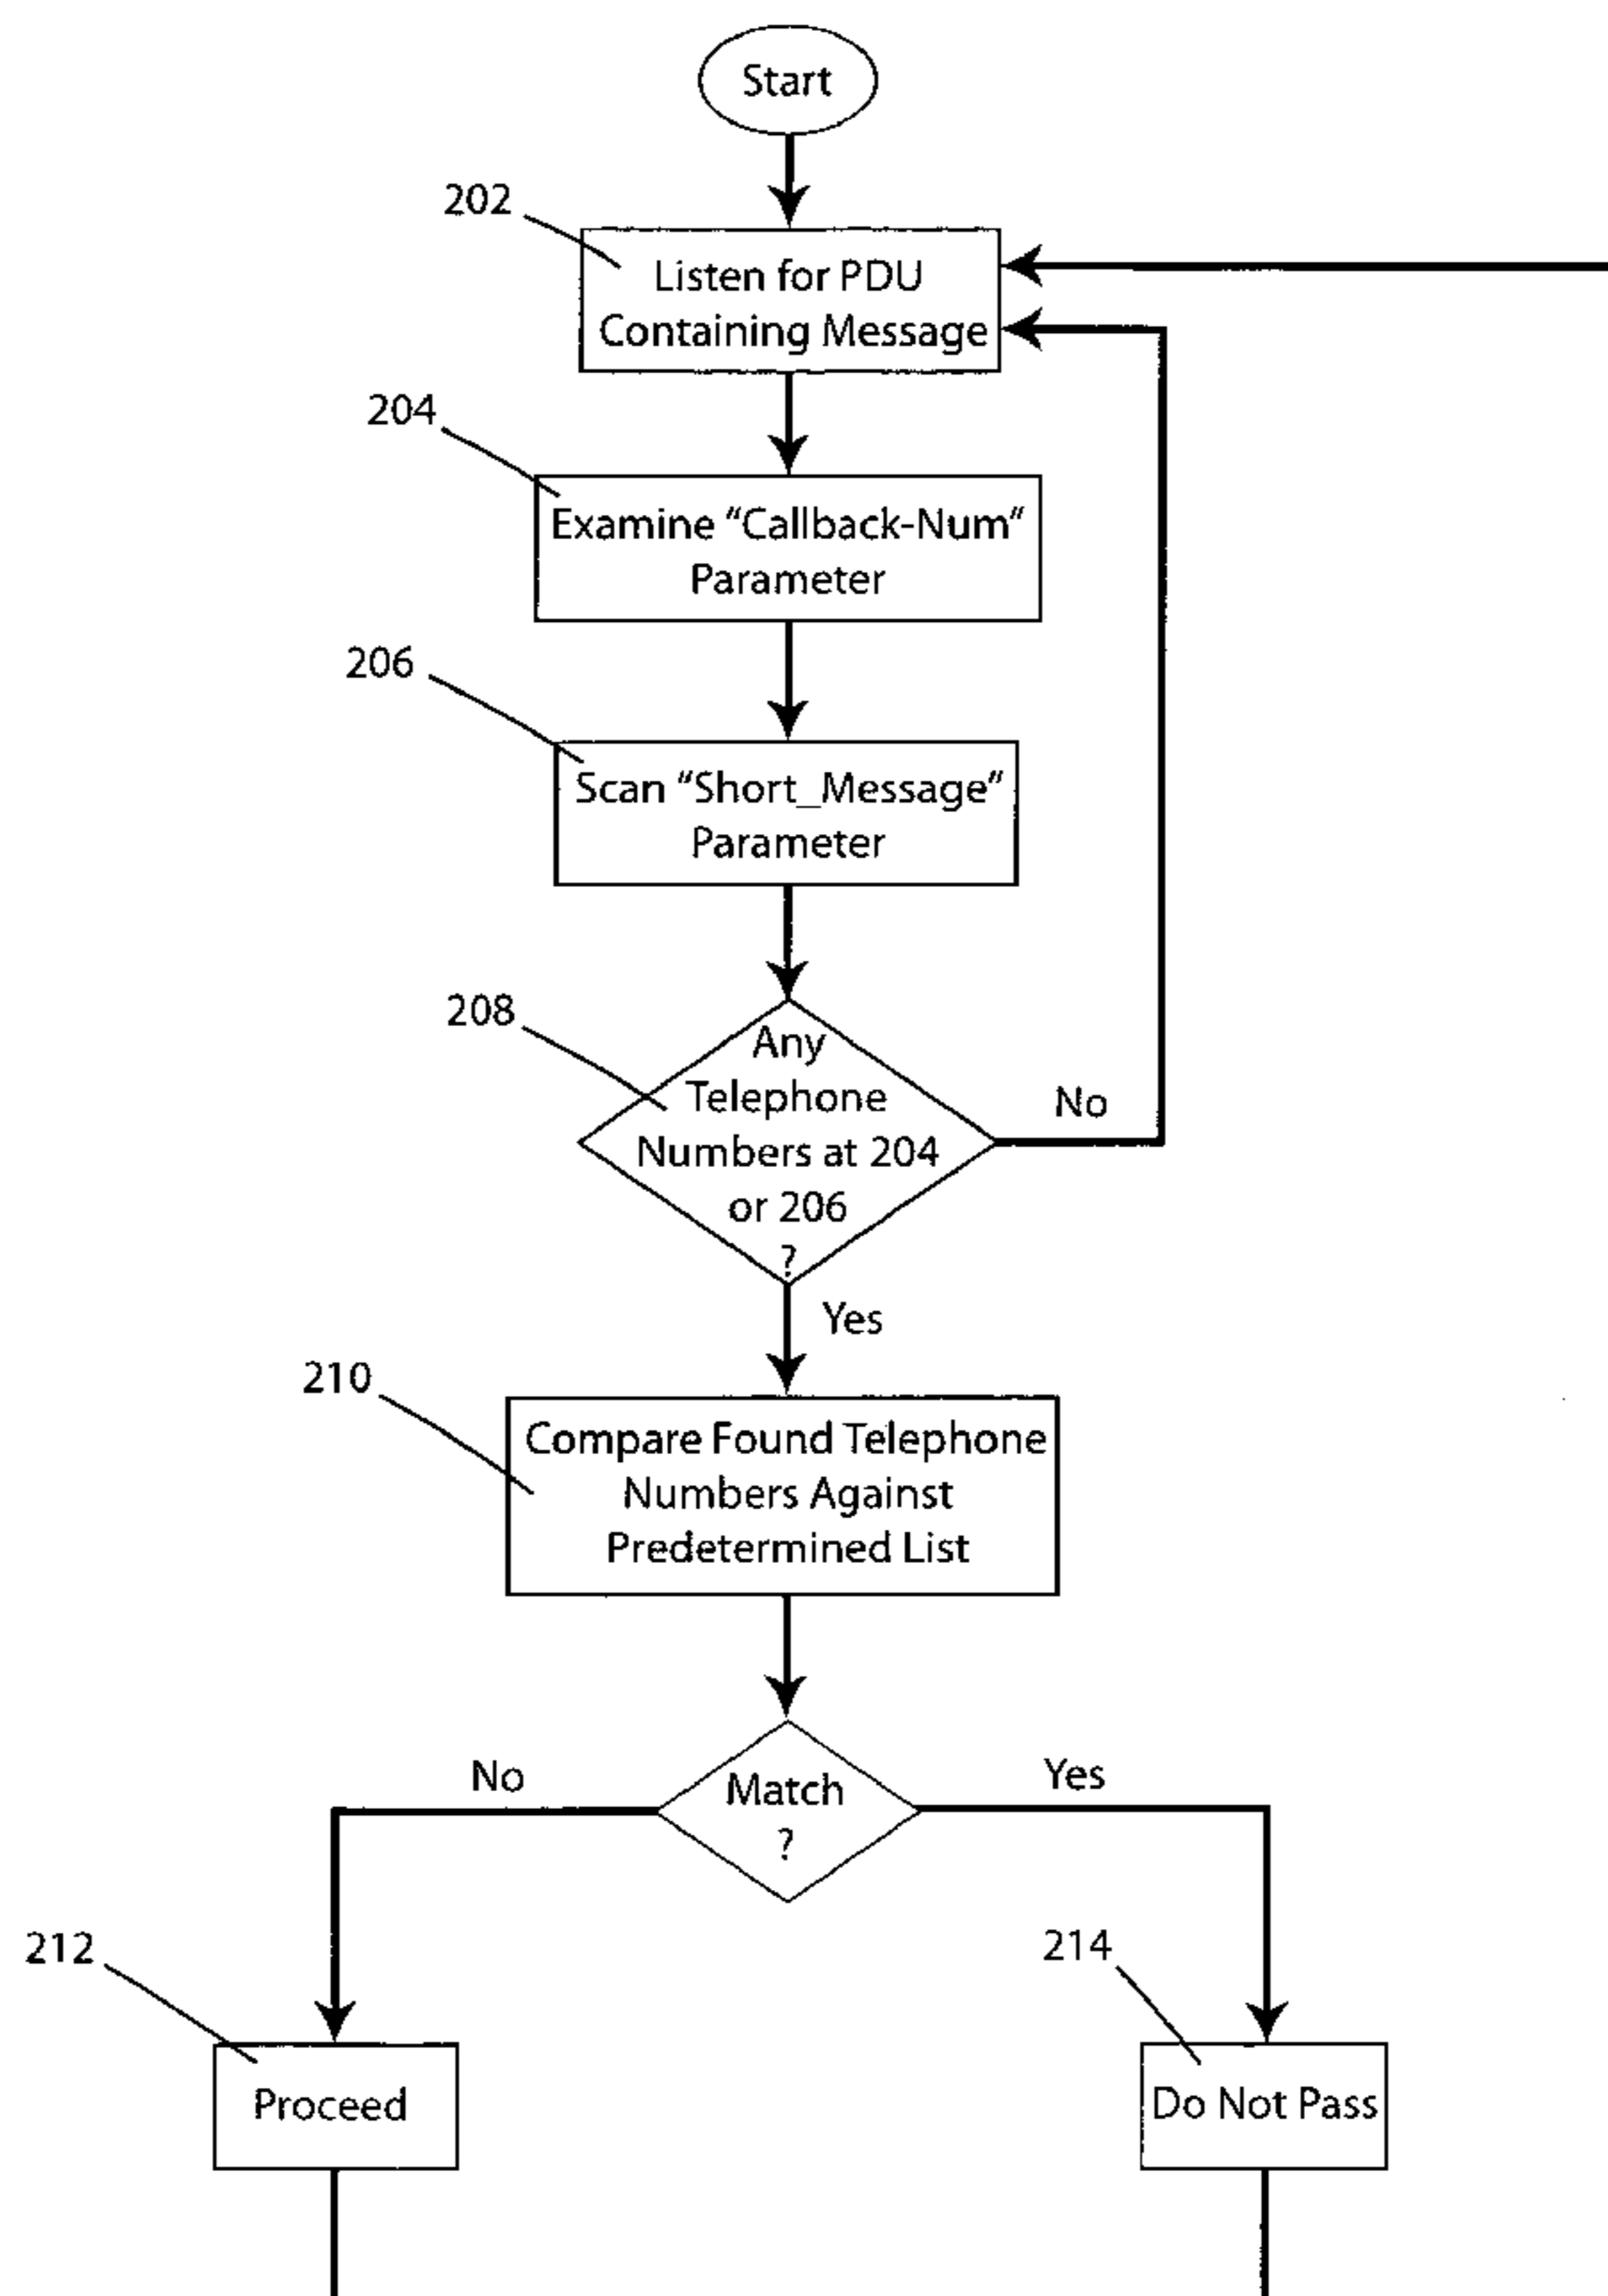 Start
202
Listen for PDU
Containing Message
204
Examine “Callback-Num”
Parameter
206
Scan “Short_Message”
Parameter
208
Any
Telephone
Numbers at 204
or 206
?
No
Yes
210
Compare Found Telephone
Numbers Against
Predetermined List
Match
?
No
Yes
212
Proceed
214
Do Not Pass